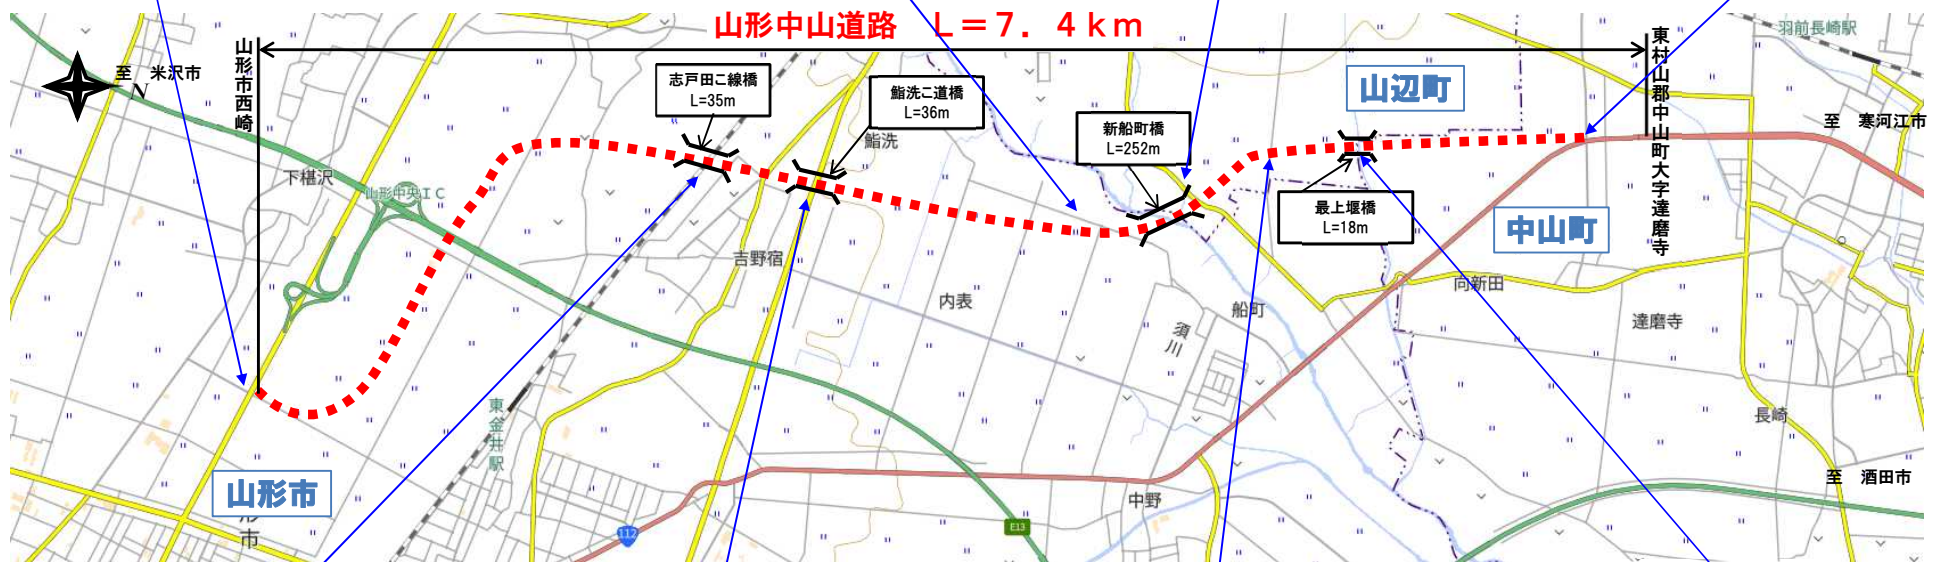 山形中山道路　L＝7.4km
羽前長崎駅
山形市西崎
東村山郡中山町大字達磨寺
至　米沢市
N
志戸田こ線橋
L=35m
鮨洗こ道橋
L=36m
山辺町
新船町橋
L=252m
至　寒河江市
鮨洗
下椹沢
山形中央IC
最上堰橋
L=18m
中山町
吉野宿
内表
船町
向新田
須川
達磨寺
東金井駅
長崎
山形市
形
市
中野
至　酒田市
E13
112